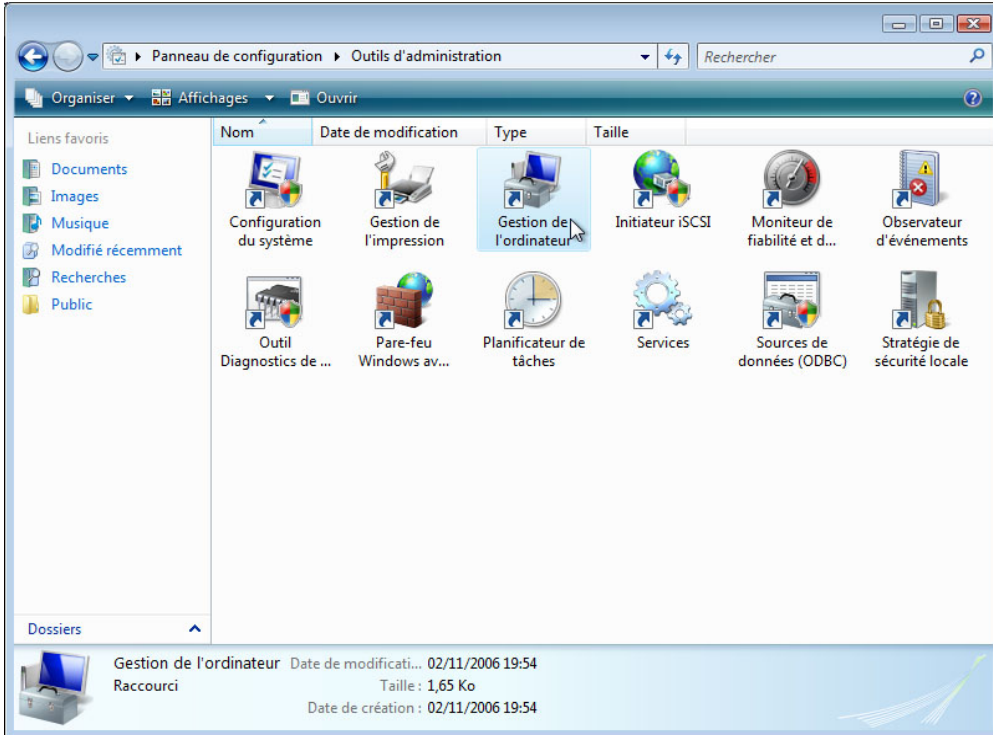 Panneau de configuration Outils d'administration Rechercher
Organiser Affichages Ouvrir
Liens favoris
Documents
Images
Musique
Modifié récemment
Recherches
Public
Dossiers
Nom Date de modification Type Taille
Configuration
du système
Gestion de
l'impression
Gestion de
l'ordinateur
Initiateur iSCSI
Moniteur de
fiabilité et d...
Observateur
d'événements
Outil
Diagnostics de ...
Pare-feu
Windows av...
Planificateur de
tâches
Services
Sources de
données (ODBC)
Stratégie de
sécurité locale
Gestion de l'ordinateur Date de modificati... 02/11/2006 19:54
Raccourci Taille : 1,65 Ko
Date de création : 02/11/2006 19:54